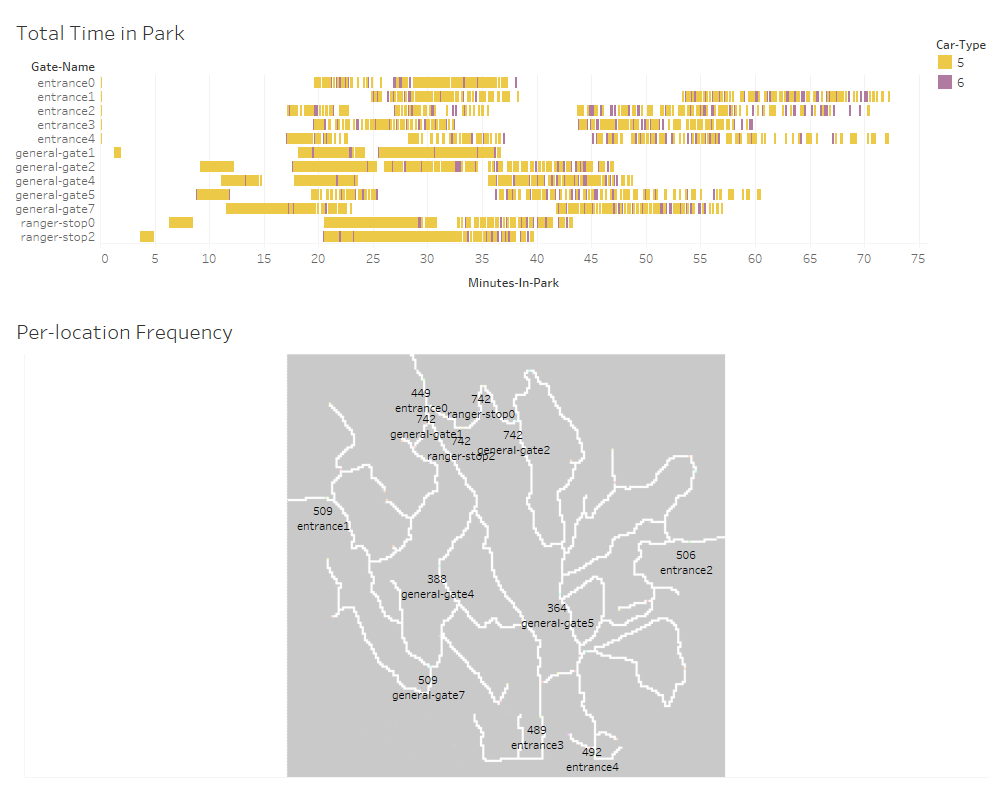 Total Time in Park
Car-Type
5
6
Gate-Name
entrance0
entrance1
entrance2
entrance3
entrance4
general-gate1
general-gate2
general-gate4
general-gate5
general-gate7
ranger-stop0
ranger-stop2
0 5 10 15 20 25 30 35 40 45 50 55 60 65 70 75
Minutes-In-Park
Per-location Frequency
449
entrance0
742
ranger-stop0
742
general-gate1
742
ranger-stop2
742
general-gate2
509
entrance1
506
entrance2
388
general-gate4
364
general-gate5
509
general-gate7
489
entrance3
492
entrance4